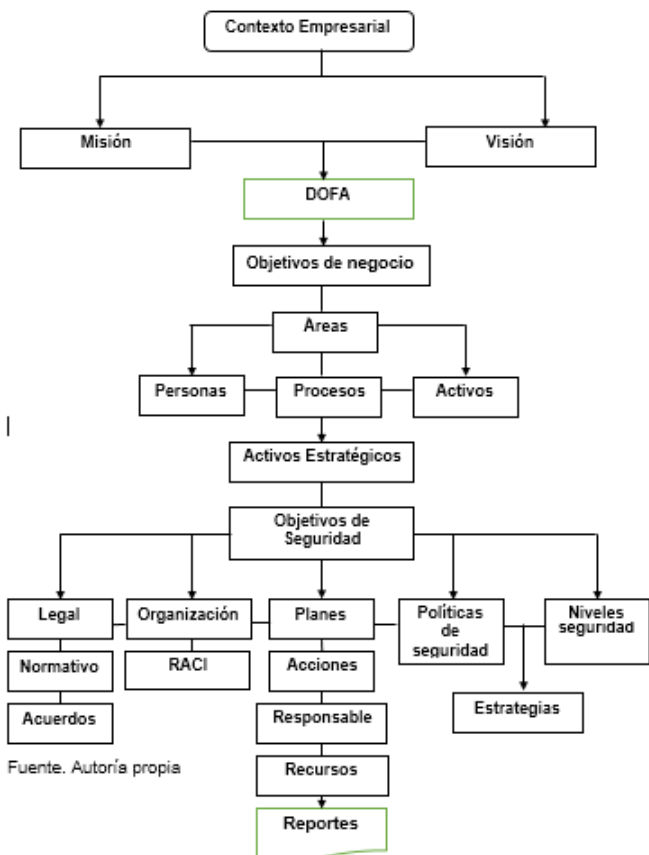 Contexto Empresarial
Misión
Visión
DOFA
Objetivos de negocio
Areas
Personas
Procesos
Activos
Activos Estratégicos
Objetivos de
Seguridad
Legal
Organización
Planes
Políticas
de
seguridad
Niveles
seguridad
Normativo
RACI
Acciones
Estrategias
Acuerdos
Responsable
Fuente. Autoría propia
Recursos
Reportes